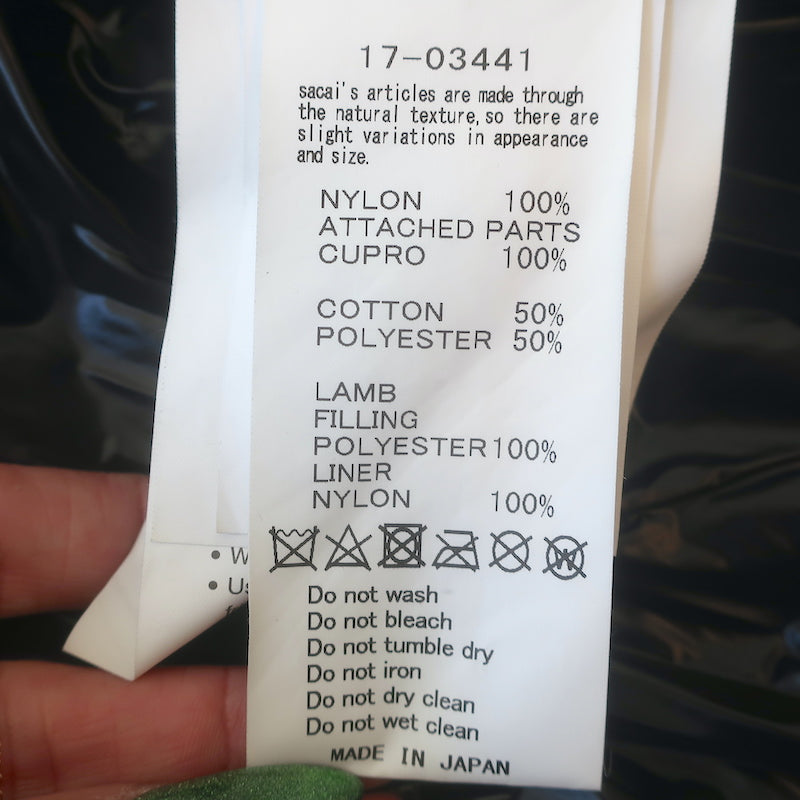 17-03441
sacai's articles are made through
the natural texture, so there are
slight variations in appearance
and size.
NYLON 100%
ATTACHED PARTS
CUPRO 100%
COTTON 50%
POLYESTER 50%
LAMB
FILLING
POLYESTER 100%
LINER
NYLON 100%
W
Do not wash
Do not bleach
Do not tumble dry
Do not iron
Do not dry clean
Do not wet clean
MADE IN JAPAN